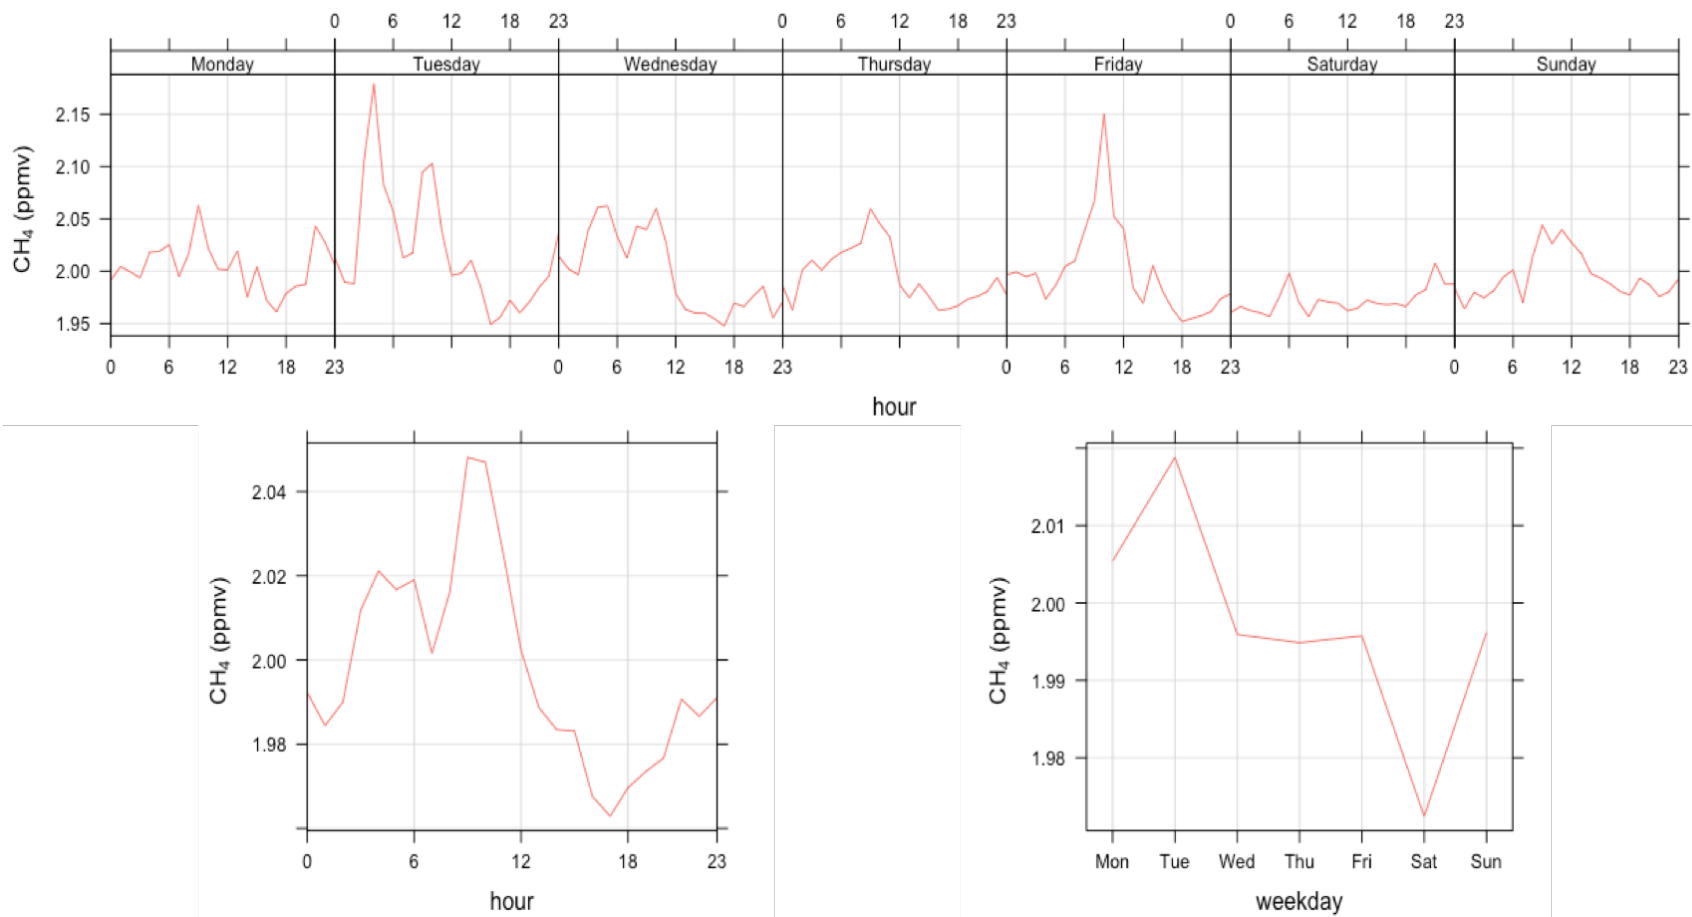 0 6 12 18 23 0 6 12 18 23 0 6 12 18 23
Monday Tuesday Wednesday Thursday Friday Saturday Sunday
CH₄ (ppmv)
2.15
2.10
2.05
2.00
1.95
0 6 12 18 23 0 6 12 18 23 0 6 12 18 23 0 6 12 18 23
hour
CH₄ (ppmv)
2.04
2.02
2.00
1.98
0 6 12 18 23
hour
CH₄ (ppmv)
2.01
2.00
1.99
1.98
Mon Tue Wed Thu Fri Sat Sun
weekday